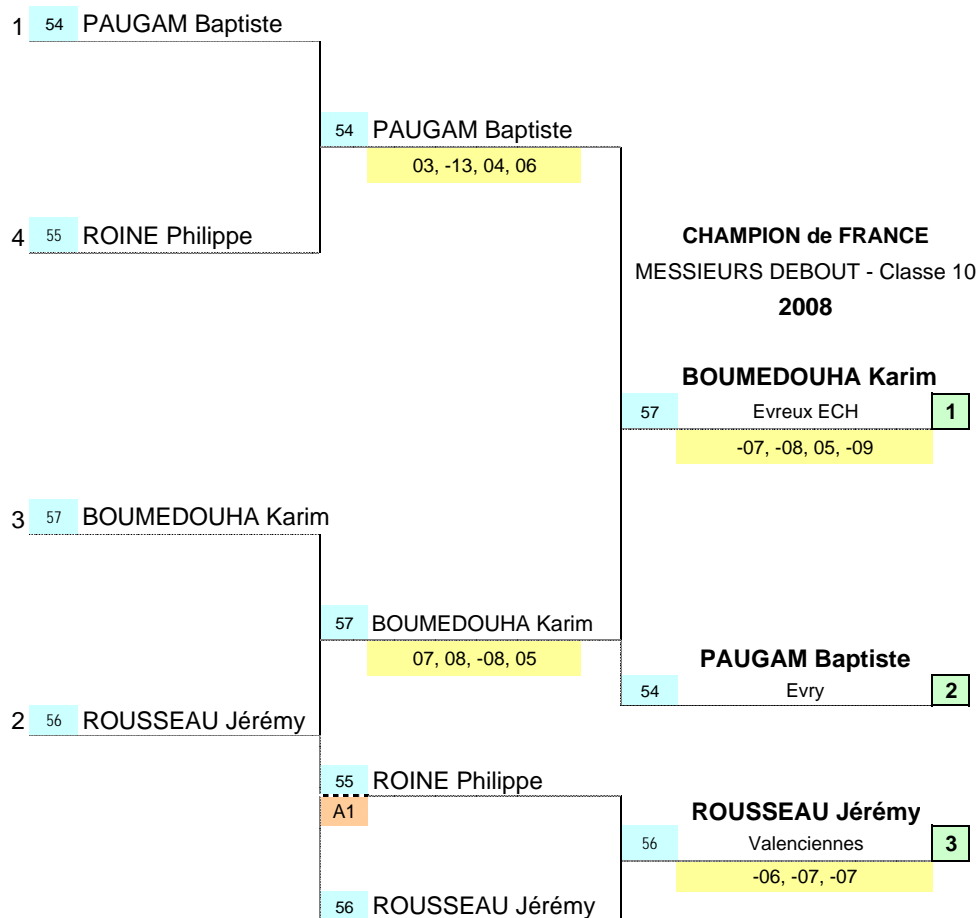 1 54 PAUGAM Baptiste
54 PAUGAM Baptiste
03, -13, 04, 06
4 55 ROINE Philippe
CHAMPION de FRANCE
MESSIEURS DEBOUT - Classe 10
2008
BOUMEDOUHA Karim
57 Evreux ECH 1
-07, -08, 05, -09
3 57 BOUMEDOUHA Karim
57 BOUMEDOUHA Karim
07, 08, -08, 05
PAUGAM Baptiste
54 Evry 2
2 56 ROUSSEAU Jérémy
55 ROINE Philippe
A1
ROUSSEAU Jérémy
56 Valenciennes 3
-06, -07, -07
56 ROUSSEAU Jérémy